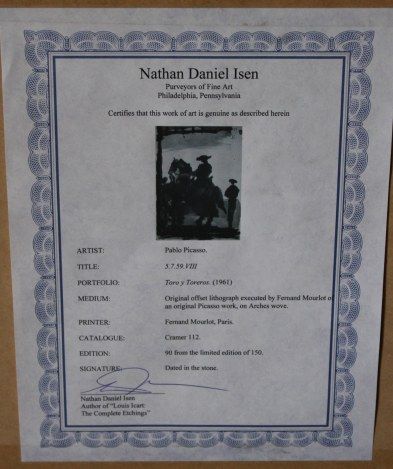 Nathan Daniel Isen
Purveyors of Fine Art
Philadelphia, Pennsylvania
Certifies that this work of art is genuine as described herein
ARTIST: Pablo Picasso.
TITLE: 5.7.59.VIII
PORTFOLIO: Toro y Toreros. (1961)
MEDIUM: Original offset lithograph executed by Fernand Mourlot o
an original Picasso work, on Arches wove.
PRINTER: Fernand Mourlot, Paris.
CATALOGUE: Cramer 112.
EDITION: 90 from the limited edition of 150.
SIGNATURE: Dated in the stone.
Nathan Daniel Isen
Author of "Louis Icart:
The Complete Etchings"